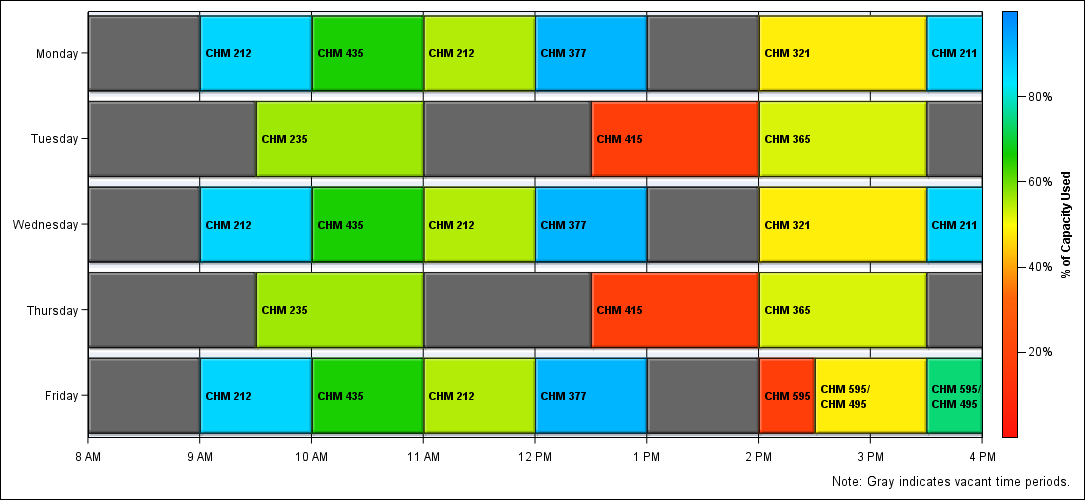 Monday
CHM 212
CHM 435
CHM 212
CHM 377
CHM 321
CHM 211
Tuesday
CHM 235
CHM 415
CHM 365
Wednesday
CHM 212
CHM 435
CHM 212
CHM 377
CHM 321
CHM 211
Thursday
CHM 235
CHM 415
CHM 365
Friday
CHM 212
CHM 435
CHM 212
CHM 377
CHM 595
CHM 595/
CHM 495
CHM 595/
CHM 495
8 AM
9 AM
10 AM
11 AM
12 PM
1 PM
2 PM
3 PM
4 PM
80%
60%
40%
20%
% of Capacity Used
Note: Gray indicates vacant time periods.